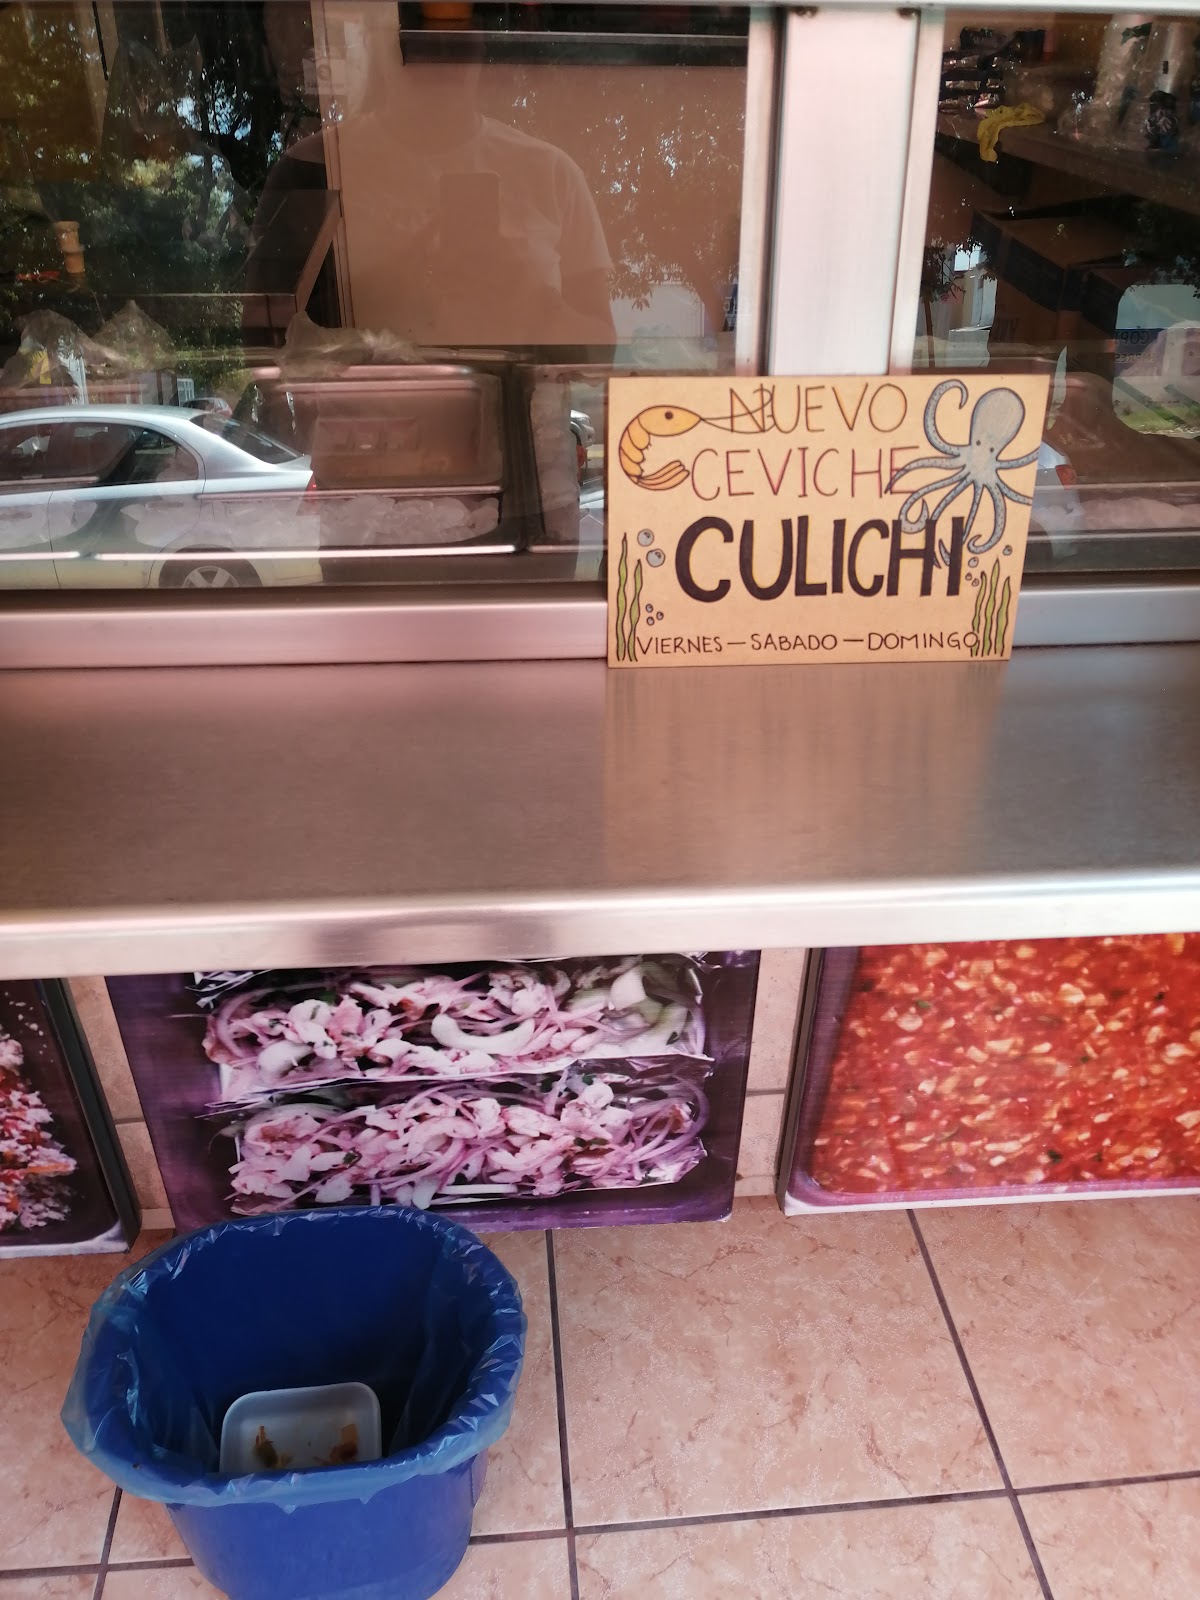 NUEVO
CEVICHE
CULICHI
VIERNES — SABADO — DOMINGO